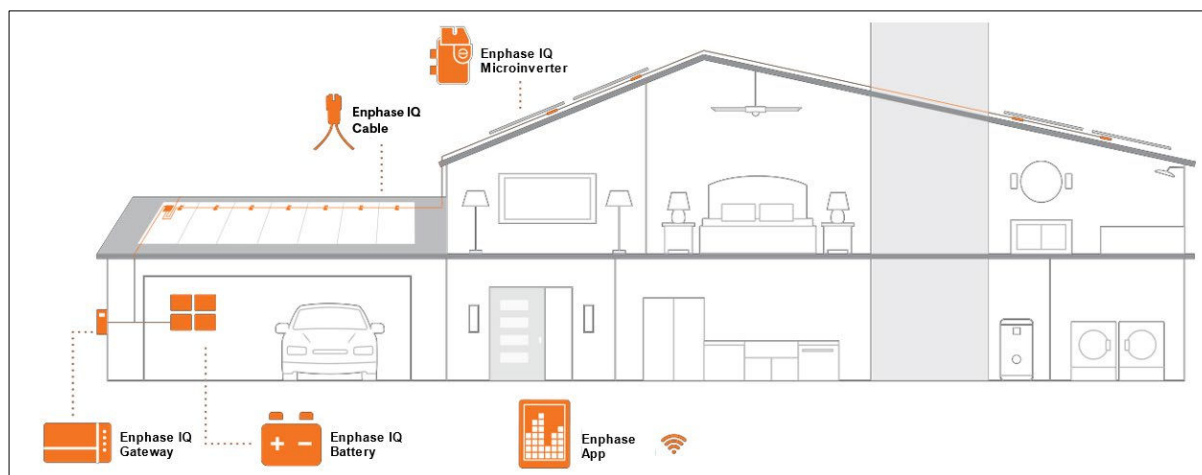 Enphase IQ
Microinverter
Enphase IQ
Cable
Enphase IQ
Gateway
Enphase IQ
Battery
Enphase
App